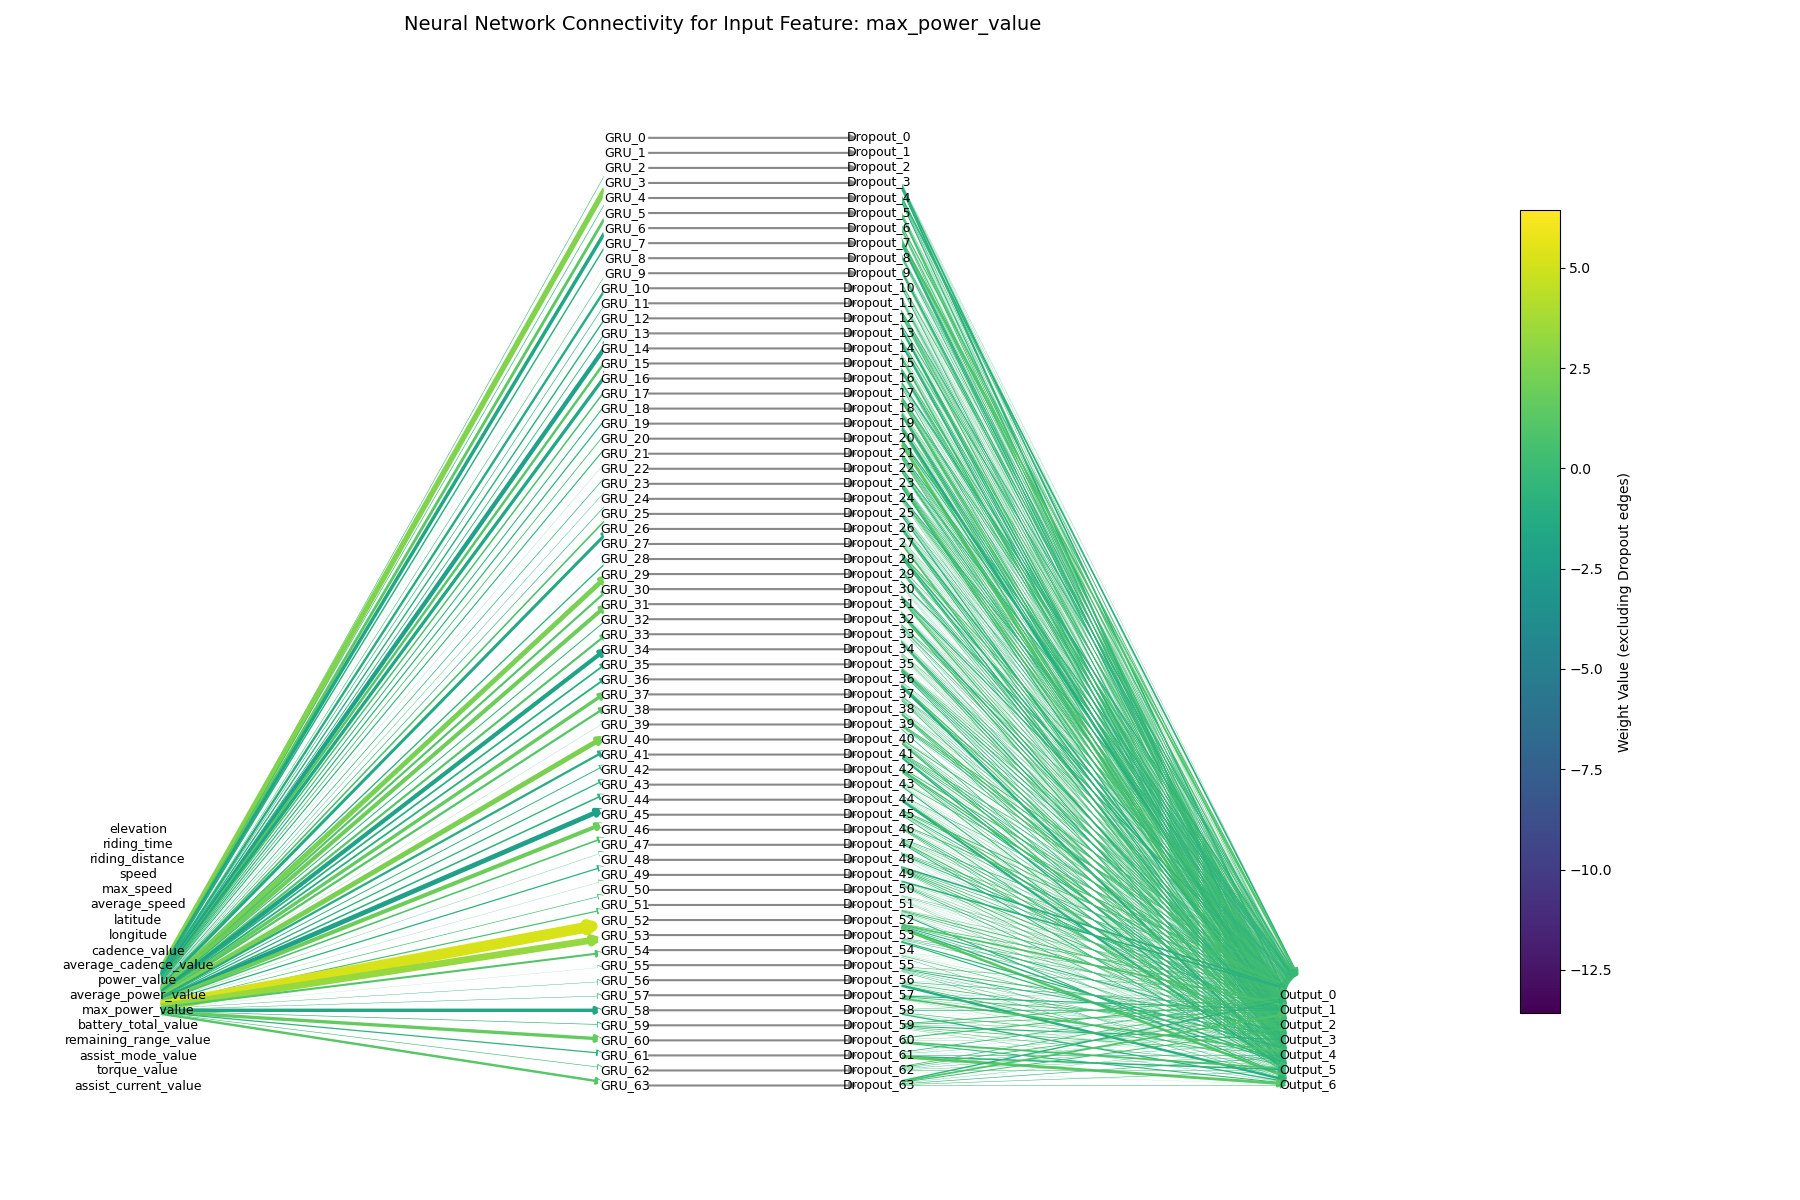 Neural Network Connectivity for Input Feature: max_power_value
elevation
riding_time
riding_distance
speed
max_speed
average_speed
latitude
longitude
cadence_value
average_cadence_value
power_value
average_power_value
max_power_value
battery_total_value
remaining_range_value
assist_mode_value
torque_value
assist_current_value
GRU_0
GRU_1
GRU_2
GRU_3
GRU_4
GRU_5
GRU_6
GRU_7
GRU_8
GRU_9
GRU_10
GRU_11
GRU_12
GRU_13
GRU_14
GRU_15
GRU_16
GRU_17
GRU_18
GRU_19
GRU_20
GRU_21
GRU_22
GRU_23
GRU_24
GRU_25
GRU_26
GRU_27
GRU_28
GRU_29
GRU_30
GRU_31
GRU_32
GRU_33
GRU_34
GRU_35
GRU_36
GRU_37
GRU_38
GRU_39
GRU_40
GRU_41
GRU_42
GRU_43
GRU_44
GRU_45
GRU_46
GRU_47
GRU_48
GRU_49
GRU_50
GRU_51
GRU_52
GRU_53
GRU_54
GRU_55
GRU_56
GRU_57
GRU_58
GRU_59
GRU_60
GRU_61
GRU_62
GRU_63
Dropout_0
Dropout_1
Dropout_2
Dropout_3
Dropout_4
Dropout_5
Dropout_6
Dropout_7
Dropout_8
Dropout_9
Dropout_10
Dropout_11
Dropout_12
Dropout_13
Dropout_14
Dropout_15
Dropout_16
Dropout_17
Dropout_18
Dropout_19
Dropout_20
Dropout_21
Dropout_22
Dropout_23
Dropout_24
Dropout_25
Dropout_26
Dropout_27
Dropout_28
Dropout_29
Dropout_30
Dropout_31
Dropout_32
Dropout_33
Dropout_34
Dropout_35
Dropout_36
Dropout_37
Dropout_38
Dropout_39
Dropout_40
Dropout_41
Dropout_42
Dropout_43
Dropout_44
Dropout_45
Dropout_46
Dropout_47
Dropout_48
Dropout_49
Dropout_50
Dropout_51
Dropout_52
Dropout_53
Dropout_54
Dropout_55
Dropout_56
Dropout_57
Dropout_58
Dropout_59
Dropout_60
Dropout_61
Dropout_62
Dropout_63
Output_0
Output_1
Output_2
Output_3
Output_4
Output_5
Output_6
5.0
2.5
0.0
−2.5
−5.0
−7.5
−10.0
−12.5
Weight Value (excluding Dropout edges)